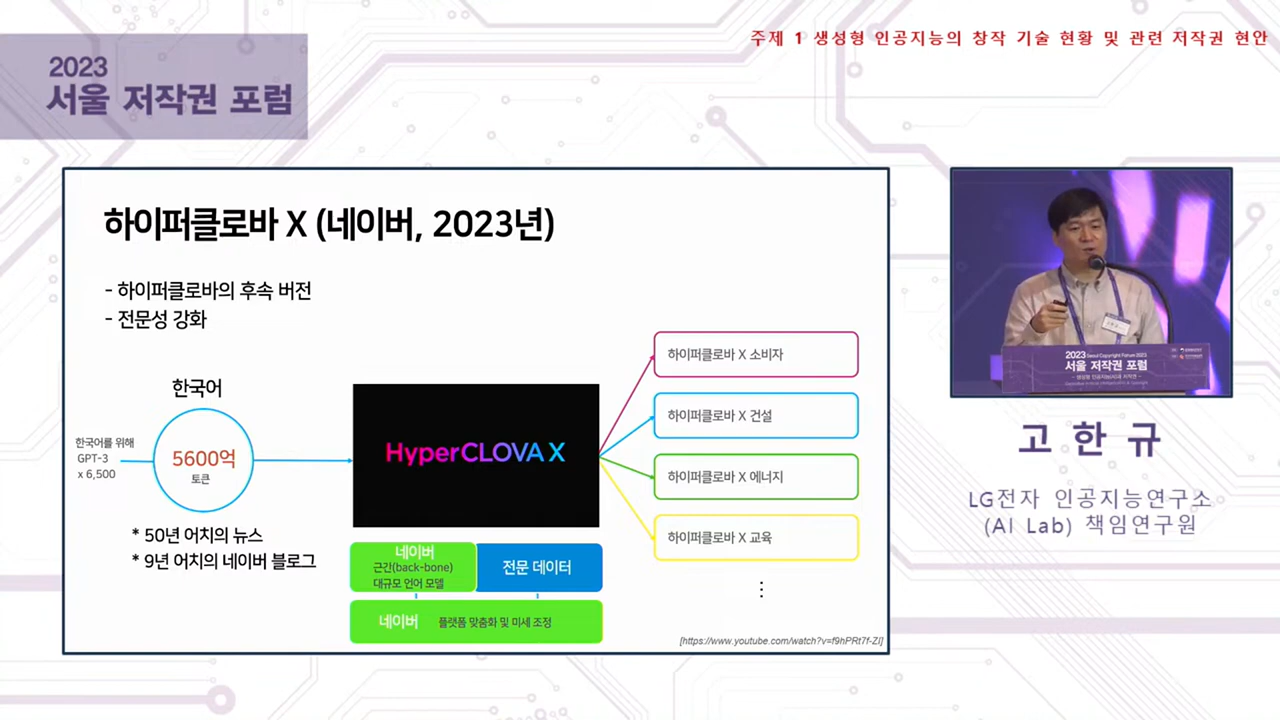 주제 1 생성형 인공지능의 창작 기술 현황 및 관련 저작권 현안
2023
서울 저작권 포럼
하이퍼클로바 X (네이버, 2023년)
- 하이퍼클로바의 후속 버전
- 전문성 강화
한국어
한국어를 위해
GPT-3
x 6,500
5600억
토큰
* 50년 어치의 뉴스
* 9년 어치의 네이버 블로그
HyperCLOVA X
네이버
근간(back-bone)
대규모 언어 모델
전문 데이터
네이버 플랫폼 맞춤화 및 미세 조정
하이퍼클로바 X 소비자
하이퍼클로바 X 건설
하이퍼클로바 X 에너지
하이퍼클로바 X 교육
⋮
[https://www.youtube.com/watch?v=f9hPRt7f-ZI]
2023 Seoul Copyright Forum 2023
서울 저작권 포럼
고 한 규
LG전자 인공지능연구소
(AI Lab) 책임연구원